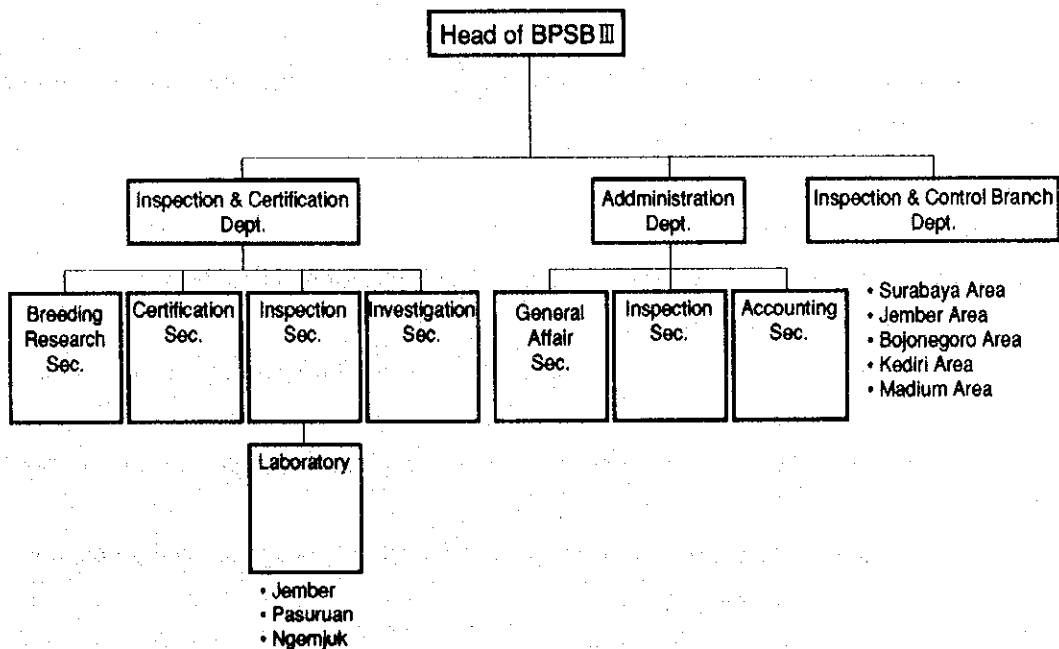 Head of BPSB III
Inspection & Certification
Dept.
Addministration
Dept.
Inspection & Control Branch
Dept.
Breeding
Research
Sec.
Certification
Sec.
Inspection
Sec.
Investigation
Sec.
General
Affair
Sec.
Inspection
Sec.
Accounting
Sec.
• Surabaya Area
• Jember Area
• Bojonegoro Area
• Kediri Area
• Madium Area
Laboratory
• Jember
• Pasuruan
• Ngemjuk